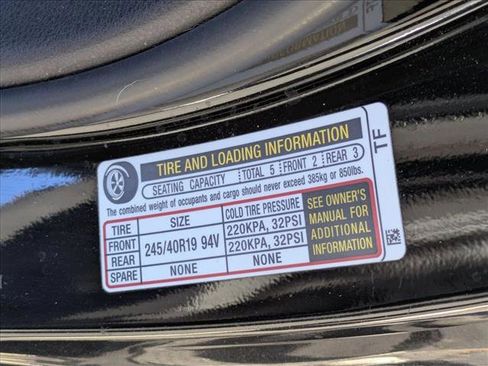 TIRE AND LOADING INFORMATION
SEATING CAPACITY TOTAL 5 FRONT 2 REAR 3
The combined weight of occupants and cargo should never exceed 385kg or 850lbs.
TIRE SIZE COLD TIRE PRESSURE
FRONT 245/40R19 94V 220KPA, 32PSI
REAR 220KPA, 32PSI
SPARE NONE NONE
SEE OWNER'S
MANUAL FOR
ADDITIONAL
INFORMATION
TF